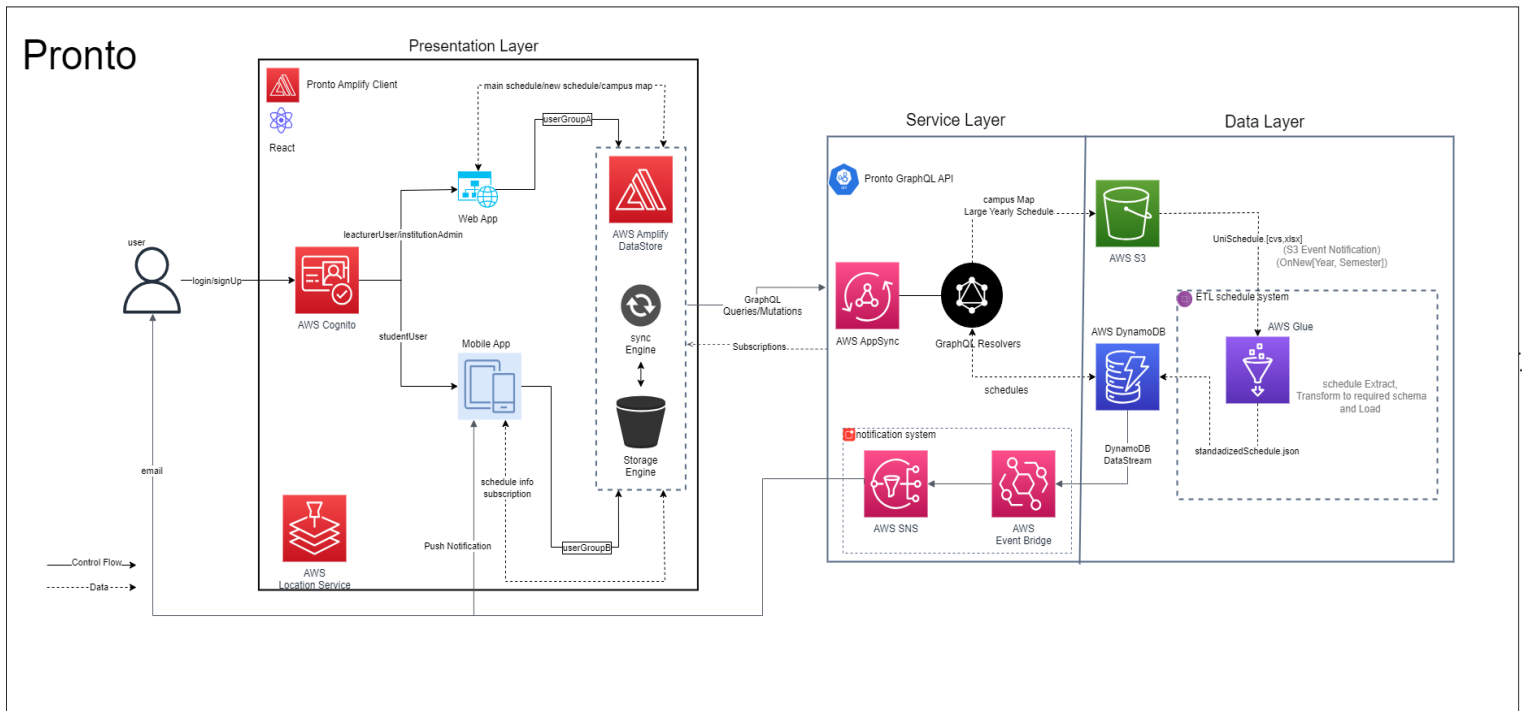 Pronto
Presentation Layer
Pronto Amplify Client
React
main schedule/new schedule/campus map
userGroupA
Web App
leacturerUser/institutionAdmin
user
login/signUp
AWS Cognito
studentUser
Mobile App
AWS Amplify
DataStore
sync
Engine
Storage
Engine
schedule info
subscription
userGroupB
Push Notification
email
AWS
Location Service
Control Flow
Data
GraphQL
Queries/Mutations
Subscriptions
Service Layer
Pronto GraphQL API
campus Map
Large Yearly Schedule
AWS AppSync
GraphQL Resolvers
schedules
notification system
AWS SNS
AWS
Event Bridge
Data Layer
AWS S3
UniSchedule.[cvs,xlsx]
(S3 Event Notification)
(OnNew[Year, Semester])
ETL schedule system
AWS DynamoDB
AWS Glue
schedule Extract,
Transform to required schema
and Load
DynamoDB
DataStream
standadizedSchedule.json